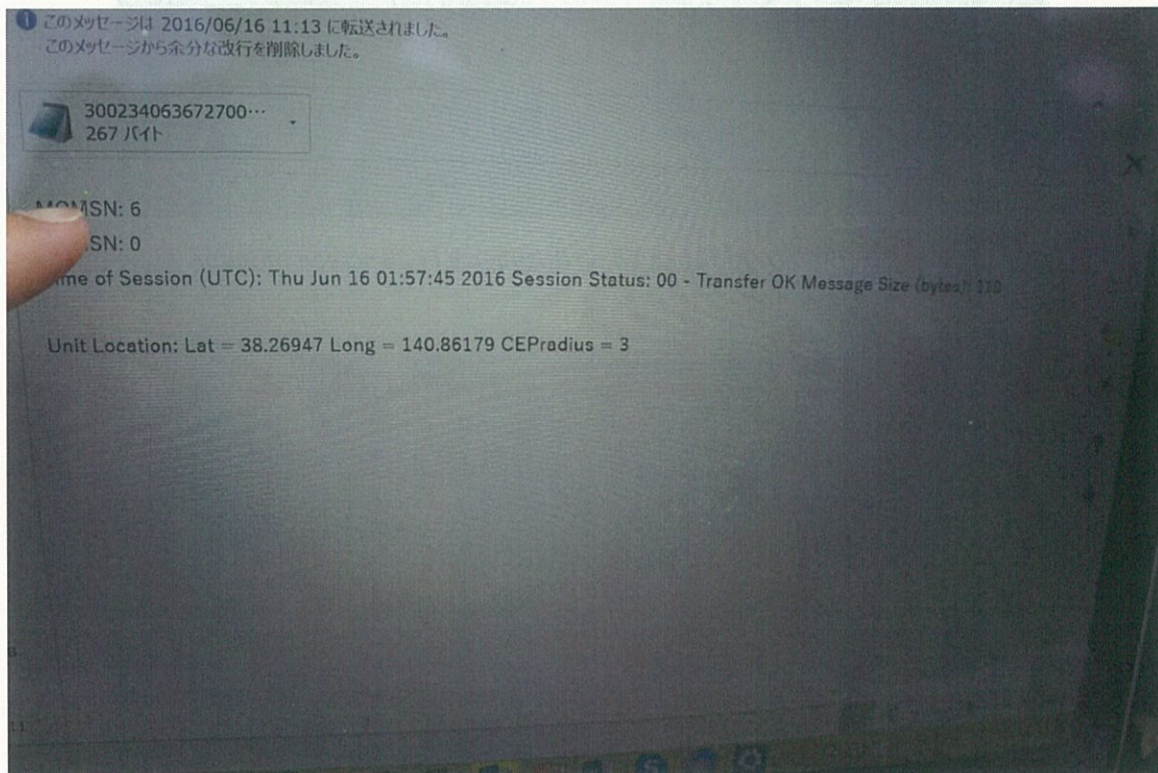 このメッセージは 2016/06/16 11:13 に転送されました。
このメッセージから余分な改行を削除しました。
300234063672700…
267 バイト
MOMSN: 6
SN: 0
me of Session (UTC): Thu Jun 16 01:57:45 2016 Session Status: 00 - Transfer OK Message Size (bytes):
Unit Location: Lat = 38.26947 Long = 140.86179 CEPradius = 3